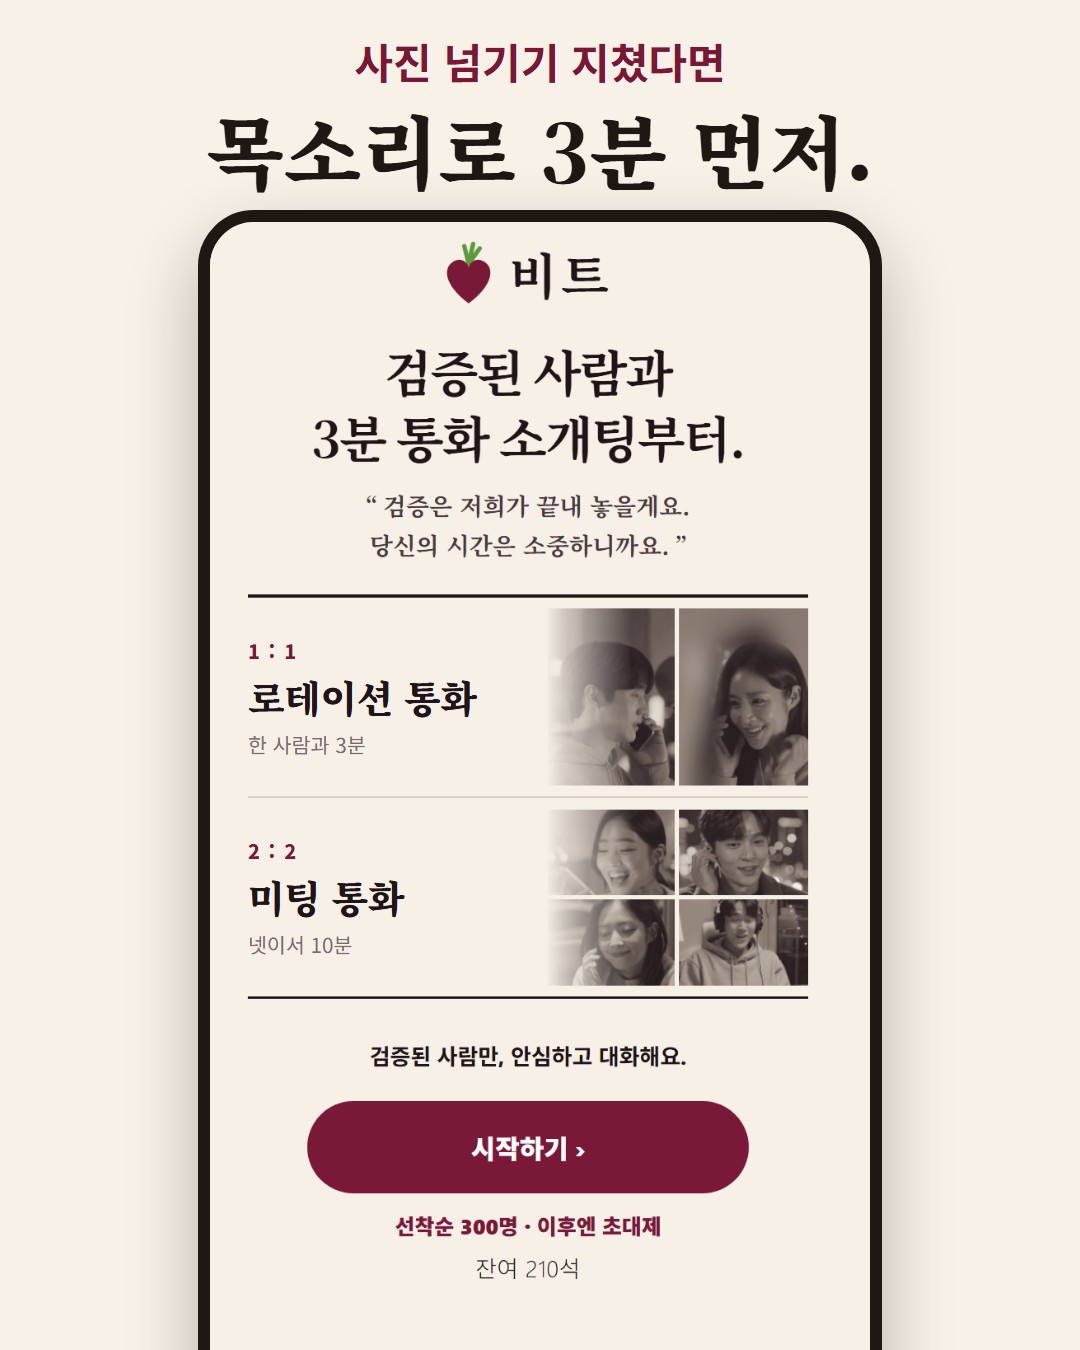 사진 넘기기 지쳤다면
목소리로 3분 먼저.
비트
검증된 사람과
3분 통화 소개팅부터.
“ 검증은 저희가 끝내 놓을게요.
당신의 시간은 소중하니까요. ”
1 : 1
로테이션 통화
한 사람과 3분
2 : 2
미팅 통화
넷이서 10분
검증된 사람만, 안심하고 대화해요.
시작하기 ›
선착순 300명 · 이후엔 초대제
잔여 210석